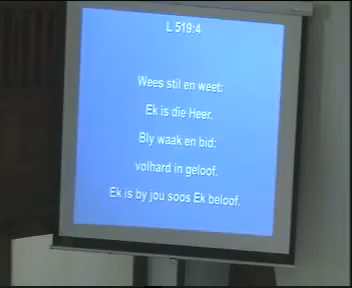 L 519:4
Wees stil en weet:
Ek is die Heer.
Bly waak en bid:
volhard in geloof.
Ek is by jou soos Ek beloof.